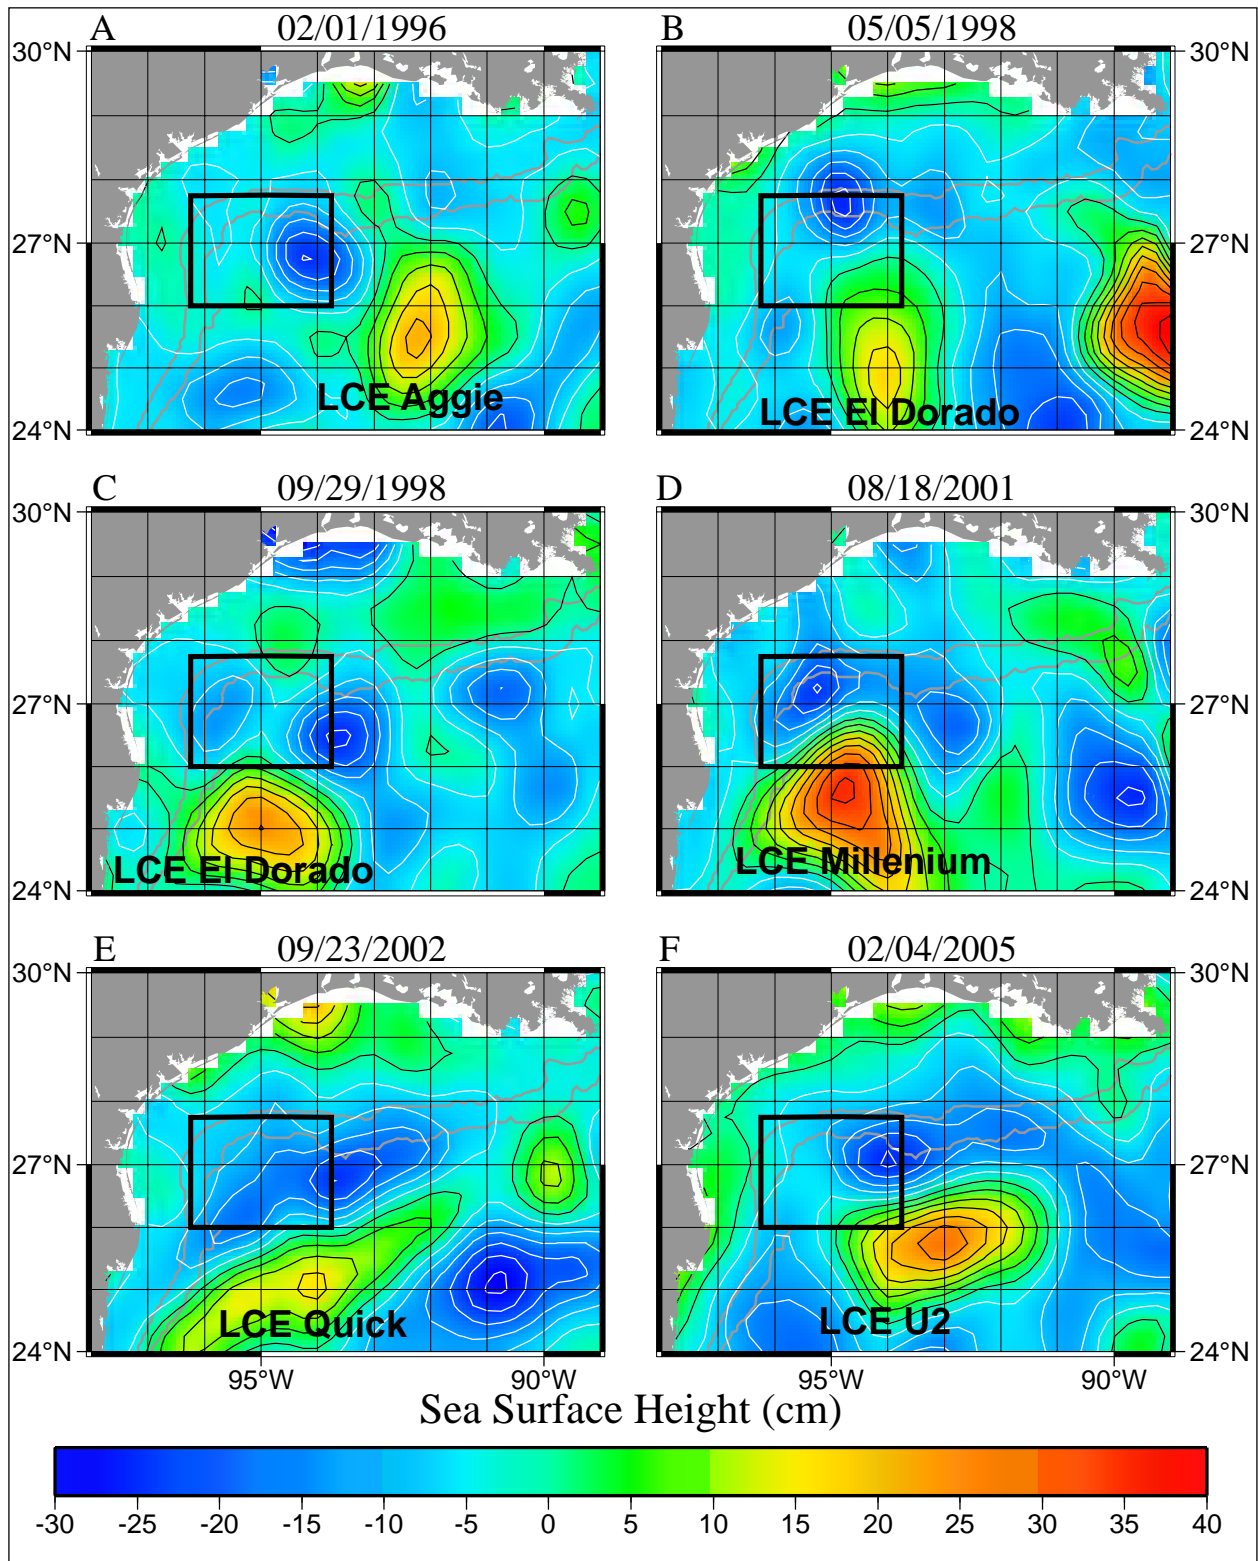 A 02/01/1996
B 05/05/1998
30°N 30°N
27°N 27°N
LCE Aggie
LCE El Dorado
24°N 24°N
C 09/29/1998
D 08/18/2001
30°N 30°N
27°N 27°N
LCE El Dorado
LCE Millenium
24°N 24°N
E 09/23/2002
F 02/04/2005
30°N 30°N
27°N 27°N
LCE Quick
LCE U2
24°N 24°N
95°W 90°W 95°W 90°W
Sea Surface Height (cm)
-30 -25 -20 -15 -10 -5 0 5 10 15 20 25 30 35 40